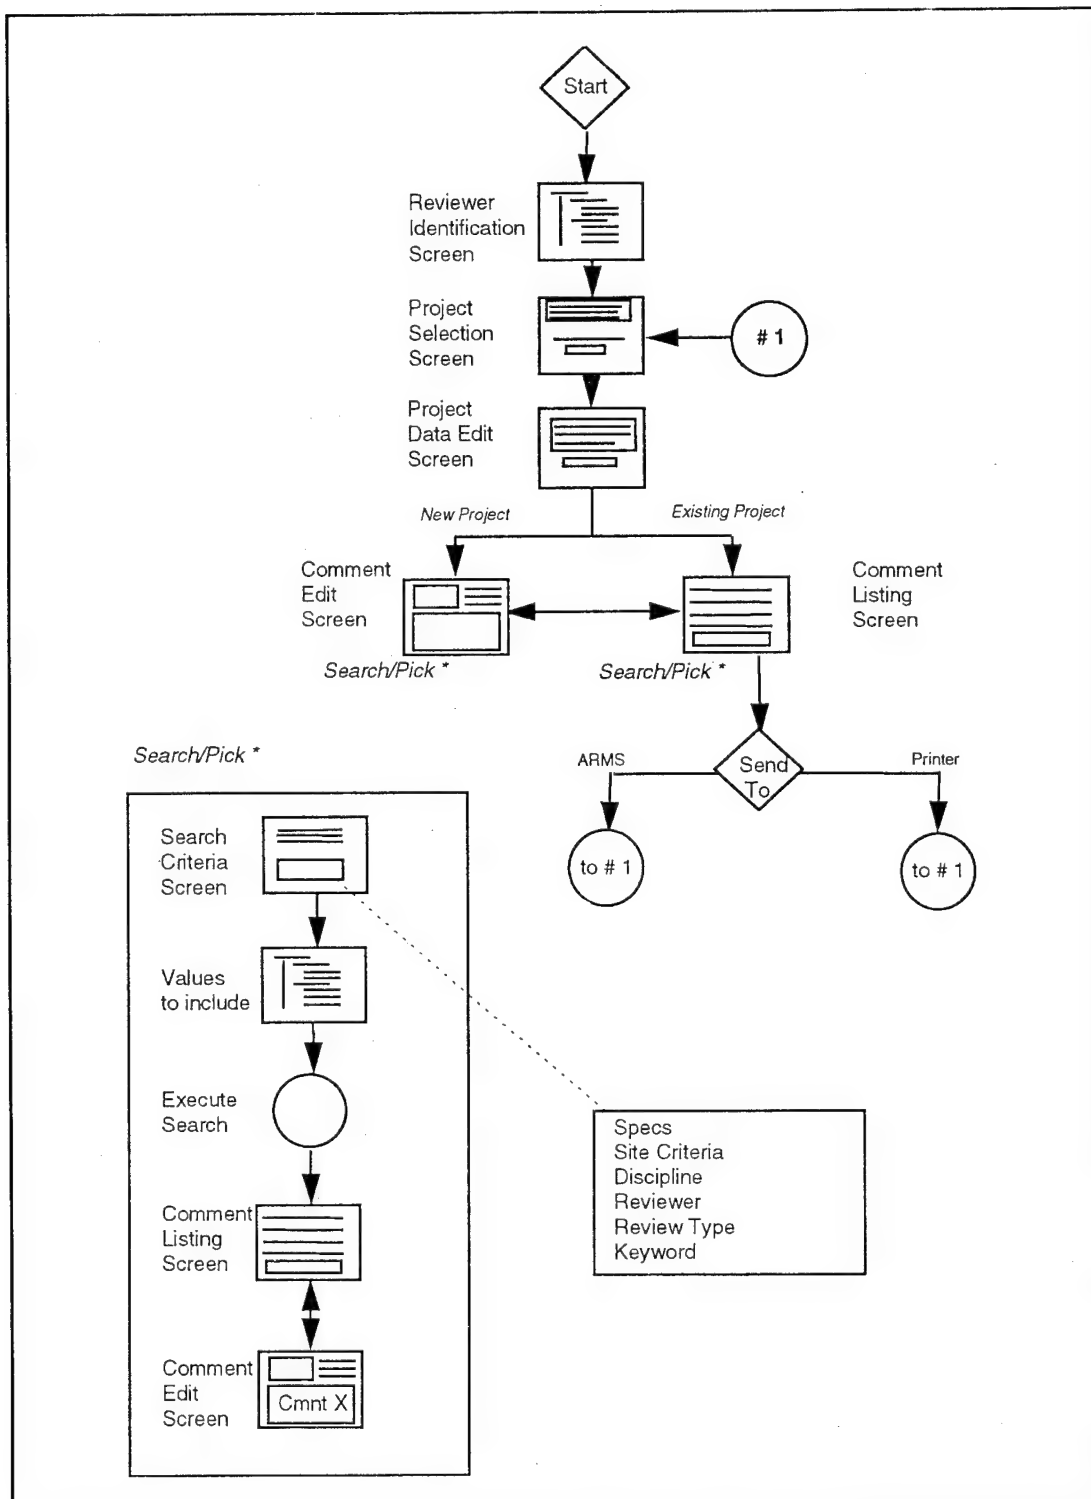 Start
Reviewer
Identification
Screen
Project
Selection
Screen
# 1
Project
Data Edit
Screen
New Project
Existing Project
Comment
Edit
Screen
Comment
Listing
Screen
Search/Pick *
Search/Pick *
Search/Pick *
ARMS
Send
To
Printer
to # 1
to # 1
Search
Criteria
Screen
Values
to include
Execute
Search
Specs
Site Criteria
Discipline
Reviewer
Review Type
Keyword
Comment
Listing
Screen
Comment
Edit
Screen
Cmnt X